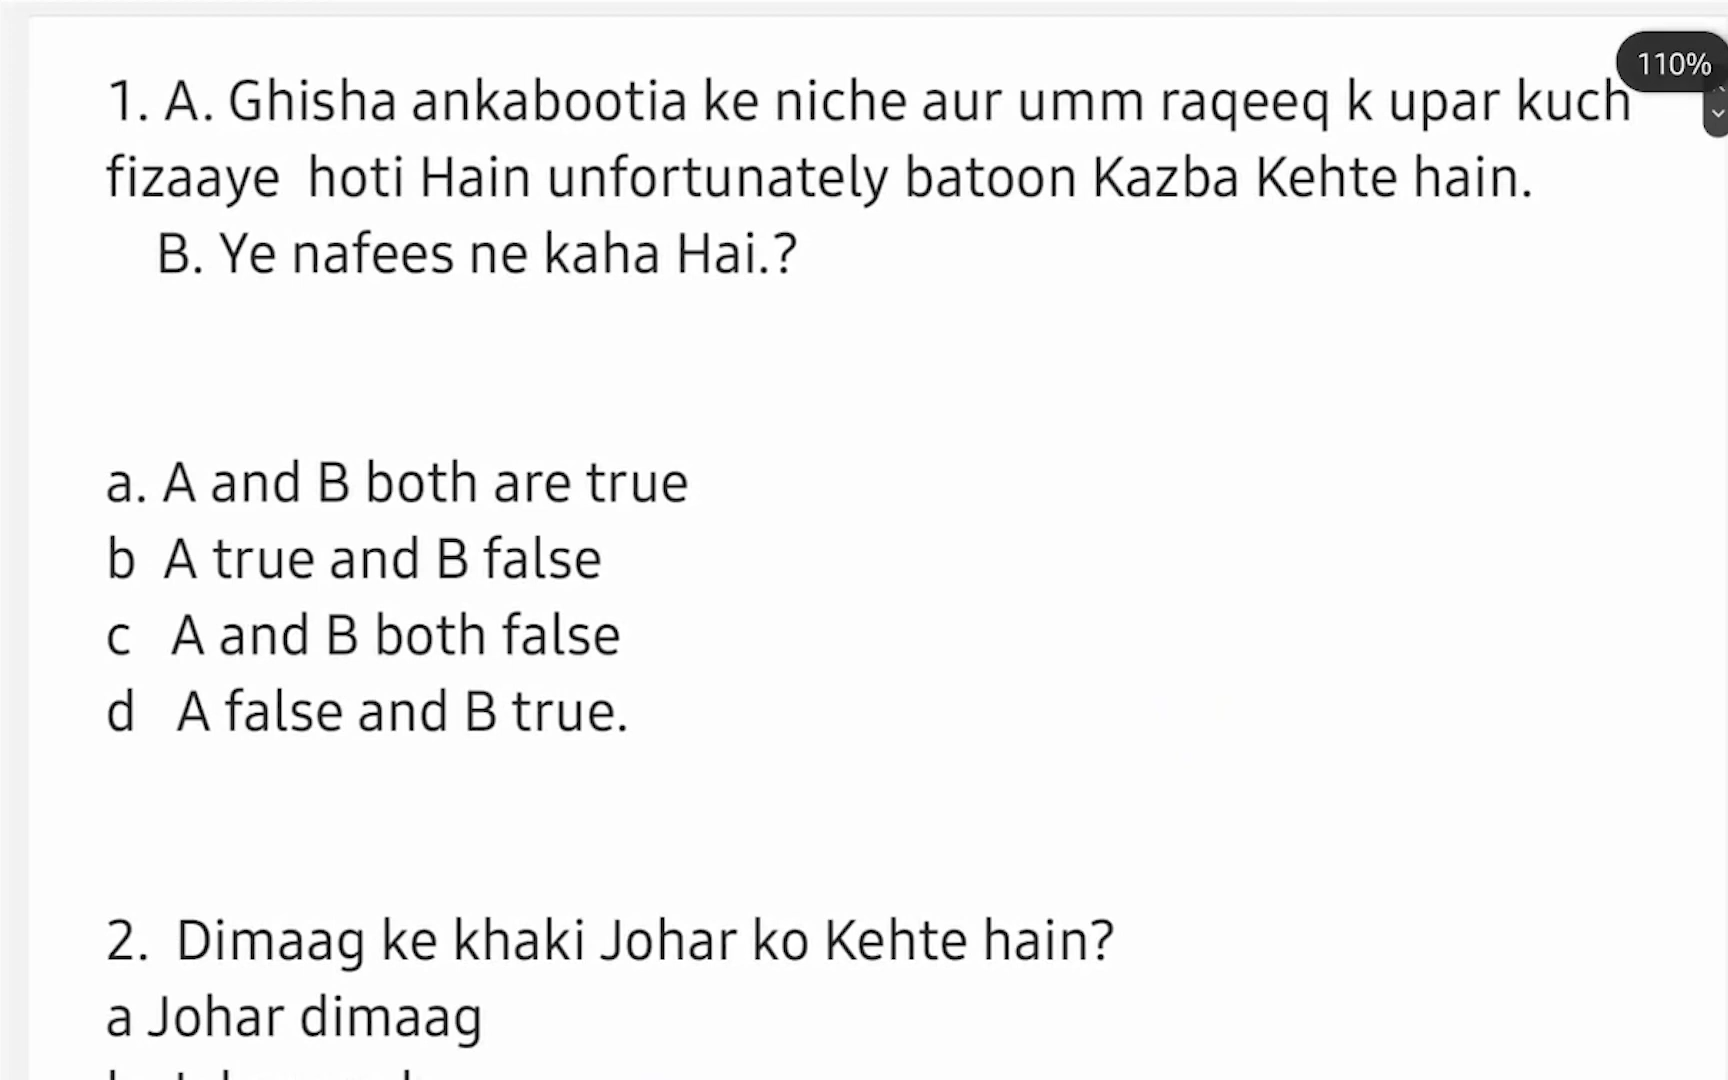 110%
1. A. Ghisha ankabootia ke niche aur umm raqeeq k upar kuch
fizaaye hoti Hain unfortunately batoon Kazba Kehte hain.
B. Ye nafees ne kaha Hai.?
a. A and B both are true
b A true and B false
c A and B both false
d A false and B true.
2. Dimaag ke khaki Johar ko Kehte hain?
a Johar dimaag